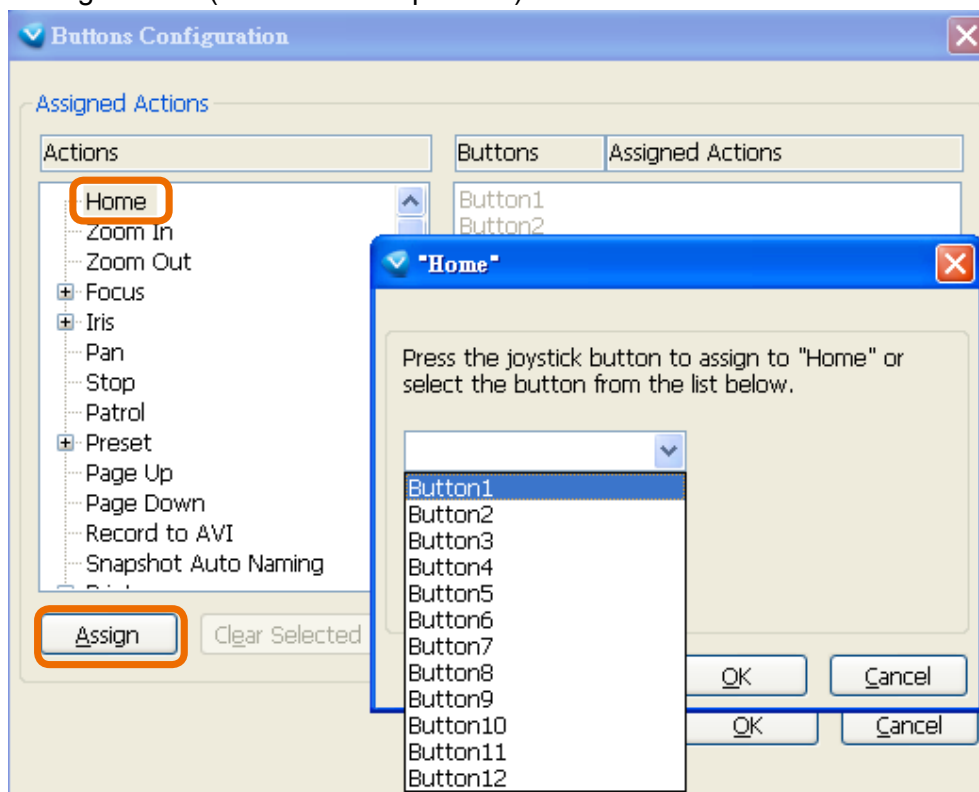 Buttons Configuration
Assigned Actions
Actions
Buttons
Assigned Actions
Home
Zoom In
Zoom Out
Focus
Iris
Pan
Stop
Patrol
Preset
Page Up
Page Down
Record to AVI
Snapshot Auto Naming
Button1
Button2
"Home"
Press the joystick button to assign to "Home" or
select the button from the list below.
Button1
Button2
Button3
Button4
Button5
Button6
Button7
Button8
Button9
Button10
Button11
Button12
OK
Cancel
Assign
Clear Selected
OK
Cancel